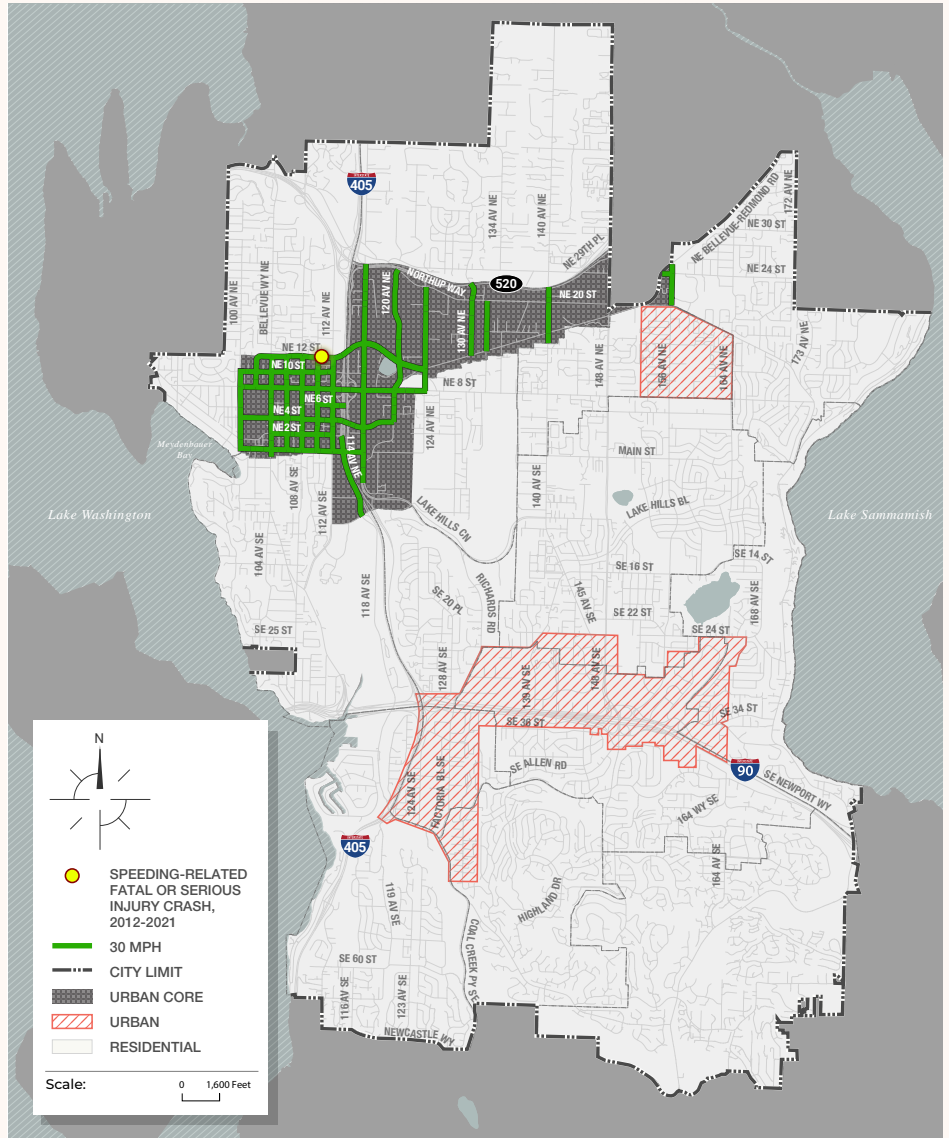 INTERSTATE
405
172 AV NE
NE BELLEVUE-REDMOND RD
134 AV NE
140 AV NE
NE 30 ST
NE 29TH PL
NE 24 ST
100 AV NE
BELLEVUE WY NE
112 AV NE
120 AV NE
NORTHUP WAY
520
NE 20 ST
130 AV NE
173 AV NE
NE 12 ST
NE 10 ST
148 AV NE
156 AV NE
164 AV NE
NE 8 ST
NE 6 ST
NE 4 ST
NE 2 ST
124 AV NE
114 AV NE
Meydenbauer
Bay
MAIN ST
108 AV SE
112 AV SE
140 AV SE
LAKE HILLS BL
LAKE HILLS CN
Lake Washington
Lake Sammamish
104 AV SE
SE 14 ST
SE 16 ST
118 AV SE
SE 20 PL
RICHARDS RD
145 AV SE
SE 22 ST
168 AV SE
SE 25 ST
SE 24 ST
128 AV SE
139 AV SE
148 AV SE
SE 36 ST
SE 34 ST
SE ALLEN RD
90
SE NEWPORT WY
124 AV SE
FACTORIA BL SE
164 WY SE
405
164 AV SE
119 AV SE
HIGHLAND DR
COAL CREEK PY SE
SE 60 ST
116 AV SE
123 AV SE
NEWCASTLE WY
N
SPEEDING-RELATED
FATAL OR SERIOUS
INJURY CRASH,
2012-2021
30 MPH
CITY LIMIT
URBAN CORE
URBAN
RESIDENTIAL
Scale:
0 1,600 Feet